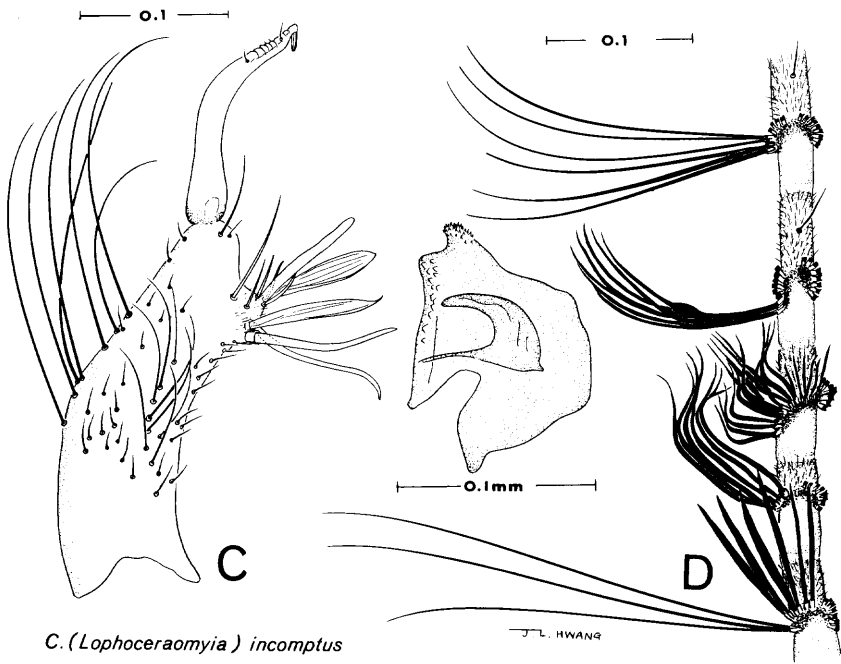 0.1
0.1
0.1mm
C
D
J. L. HWANG
C. (Lophoceraomyia) incomptus